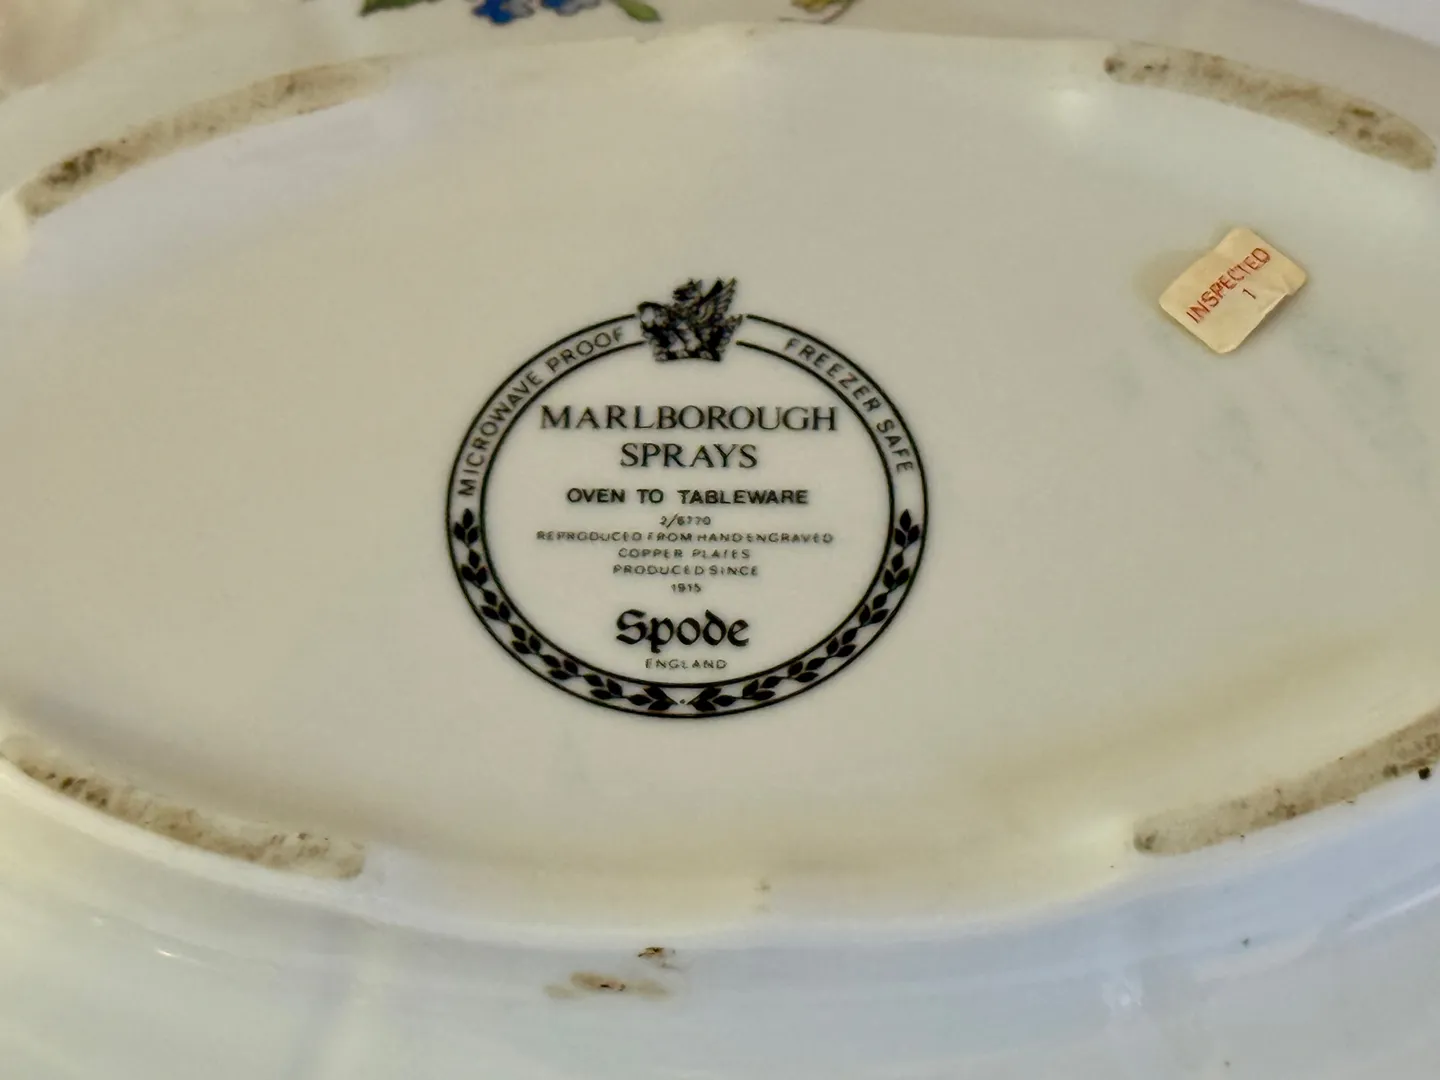 MICROWAVE PROOF
FREEZER SAFE
MARLBOROUGH
SPRAYS
OVEN TO TABLEWARE
2/6770
REPRODUCED FROM HAND ENGRAVED
COPPER PLATES
PRODUCED SINCE
1915
Spode
ENGLAND
INSPECTED
1